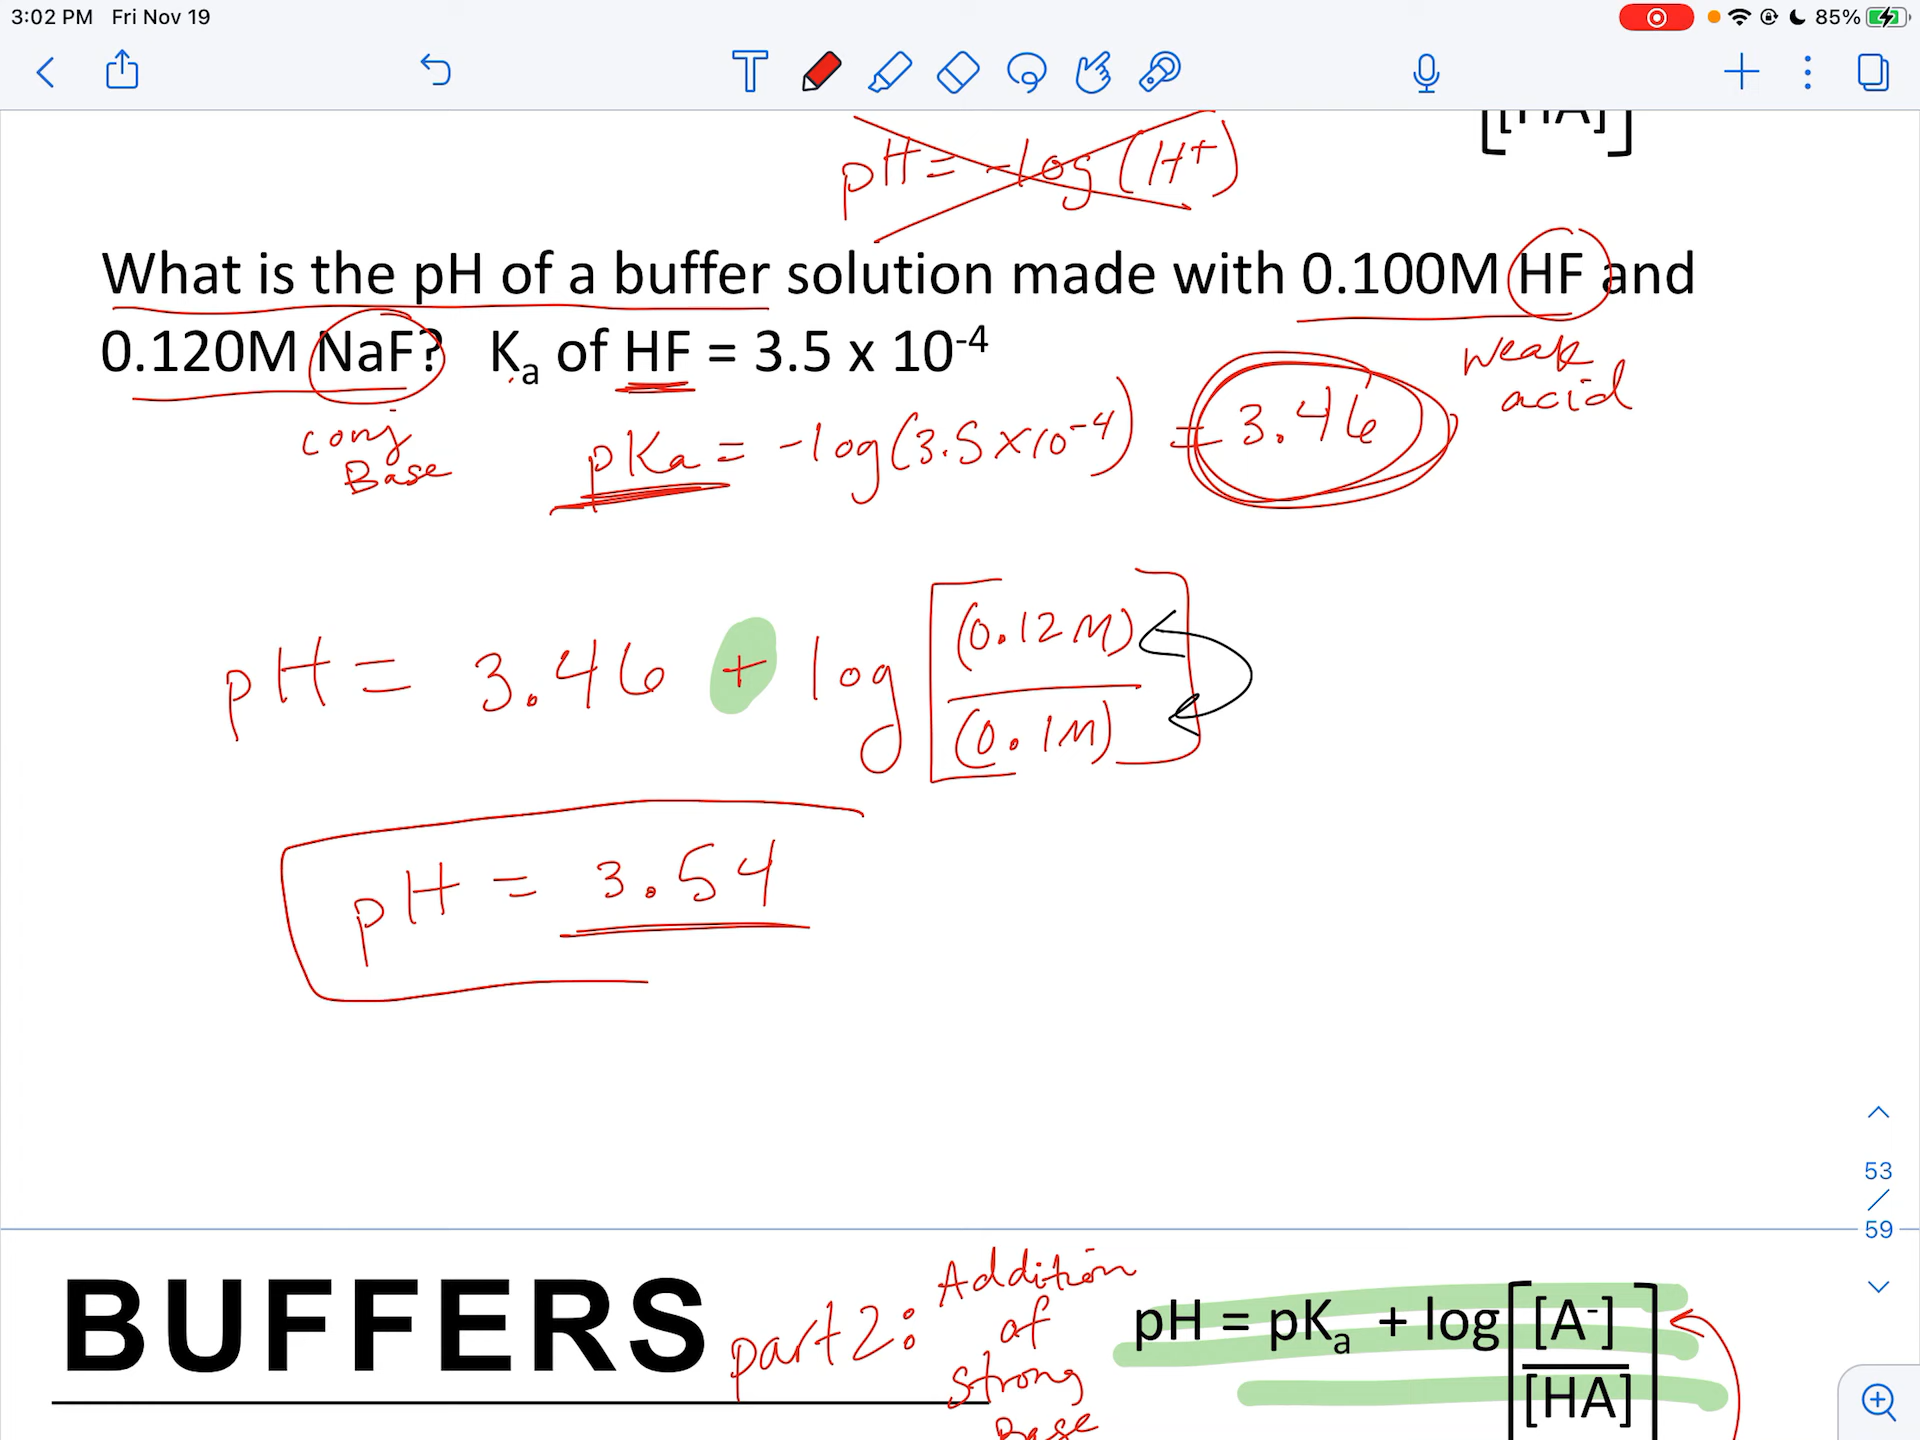 3:02 PM Fri Nov 19
85%
[HA]
pH = -log (H+)
What is the pH of a buffer solution made with 0.100M HF and
0.120M NaF? Ka of HF = 3.5 x 10-4
weak
acid
conj
Base
pKa = -log(3.5x10-4) = 3.46
pH = 3.46 + log [(0.12M)
(0.1M)]
pH = 3.54
53
/
59
BUFFERS
part 2: Addition
of
strong
Base
pH = pKa + log [[A-]
[HA]]